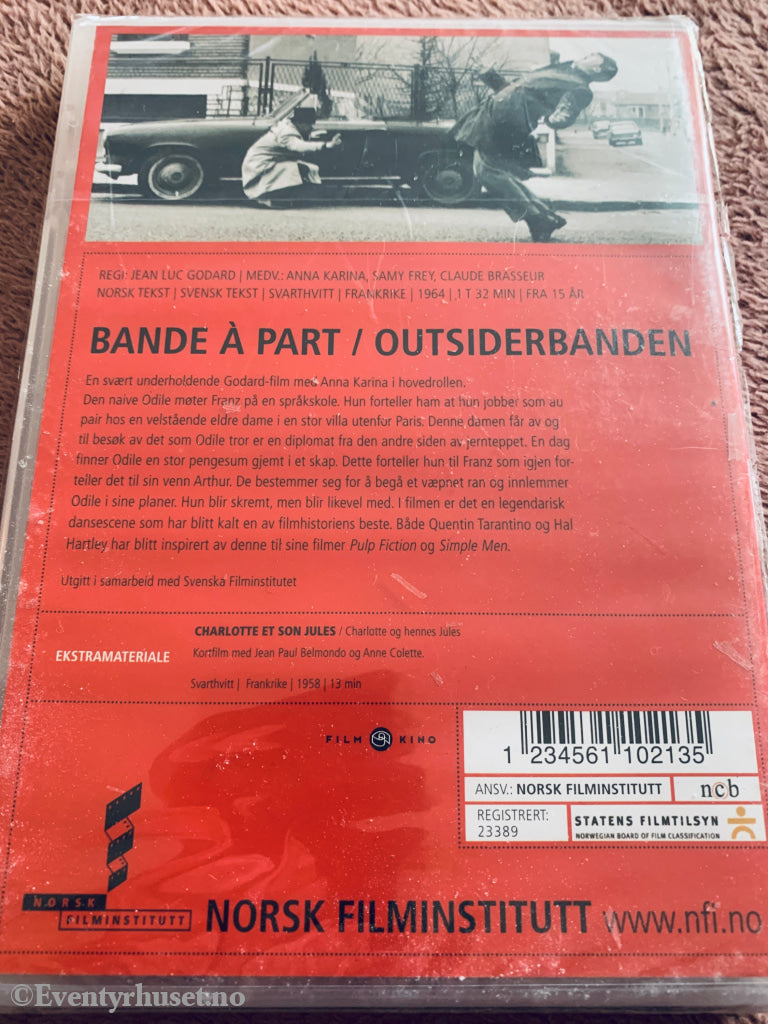 REGI: JEAN LUC GODARD | MEDV.: ANNA KARINA, SAMY FREY, CLAUDE BRASSEUR
NORSK TEKST | SVENSK TEKST | SVARTHVITT | FRANKRIKE | 1964 | 1 T 32 MIN | FRA 15 ÅR
BANDE À PART / OUTSIDERBANDEN
En svært underholdende Godard-film med Anna Karina i hovedrollen.
Den naive Odile møter Franz på en språkskole. Hun forteller ham at hun jobber som au
pair hos en velstående eldre dame i en stor villa utenfor Paris. Denne damen får av og
til besøk av det som Odile tror er en diplomat fra den andre siden av jernteppet. En dag
finner Odile en stor pengesum gjemt i et skap. Dette forteller hun til Franz som igjen for-
teller det til sin venn Arthur. De bestemmer seg for å begå et væpnet ran og innlemmer
Odile i sine planer. Hun blir skremt, men blir likevel med. I filmen er det en legendarisk
dansescene som har blitt kalt en av filmhistoriens beste. Både Quentin Tarantino og Hal
Hartley har blitt inspirert av denne til sine filmer Pulp Fiction og Simple Men.
Utgitt i samarbeid med Svenska Filminstitutet
EKSTRAMATERIALE
CHARLOTTE ET SON JULES / Charlotte og hennes Jules
Kortfilm med Jean Paul Belmondo og Anne Colette.
Svarthvitt | Frankrike | 1958 | 13 min
FILM KINO
1 234561 102135
ANSV.: NORSK FILMINSTITUTT
ncb
REGISTRERT:
23389
STATENS FILMTILSYN
NORWEGIAN BOARD OF FILM CLASSIFICATION
NORSK
FILMINSTITUTT
NORSK FILMINSTITUTT www.nfi.no
©Eventyrhuset.no